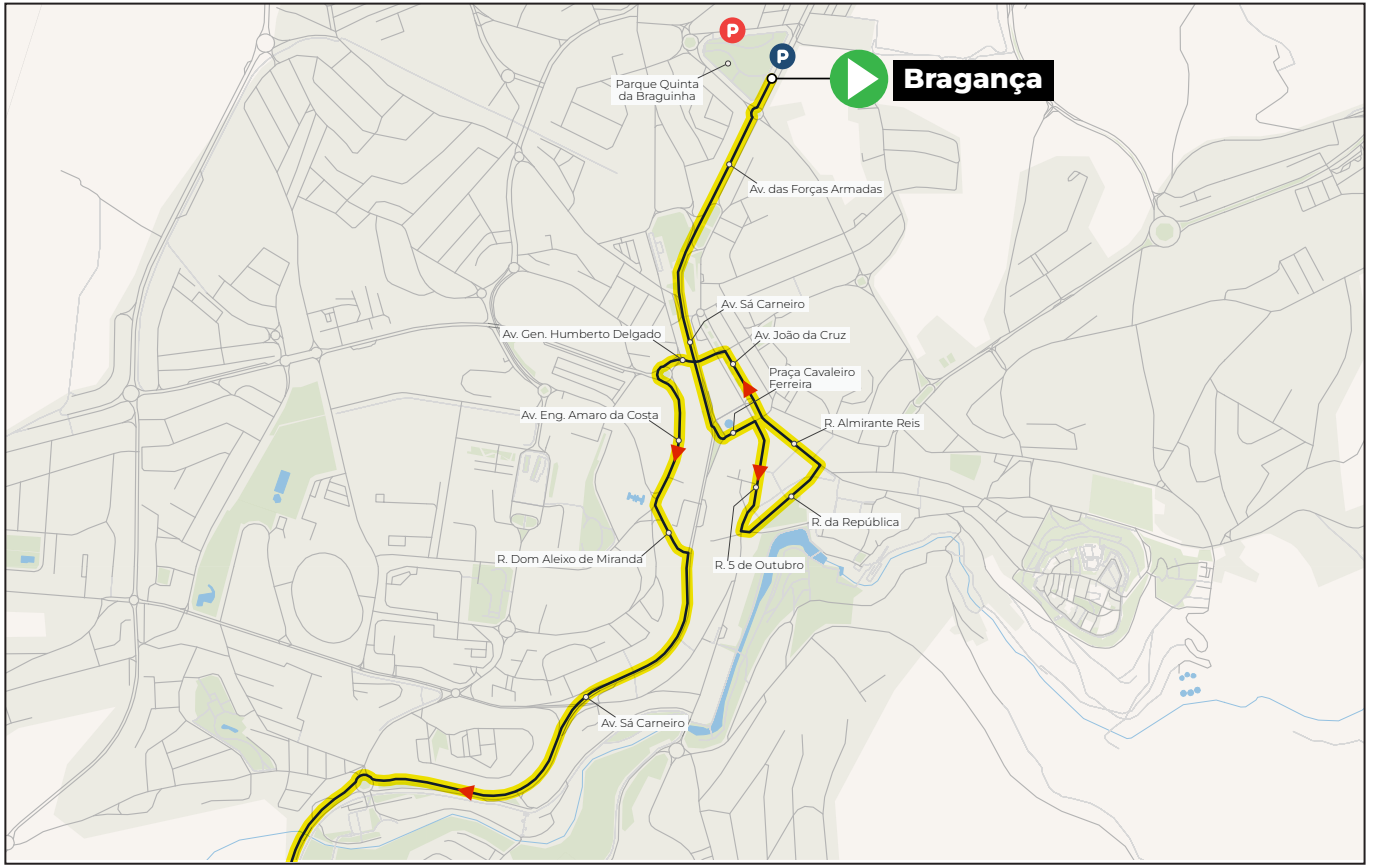 P
P
Bragança
Parque Quinta
da Braguinha
Av. das Forças Armadas
Av. Sá Carneiro
Av. Gen. Humberto Delgado
Av. João da Cruz
Praça Cavaleiro
Ferreira
Av. Eng. Amaro da Costa
R. Almirante Reis
R. da República
R. Dom Aleixo de Miranda
R. 5 de Outubro
Av. Sá Carneiro